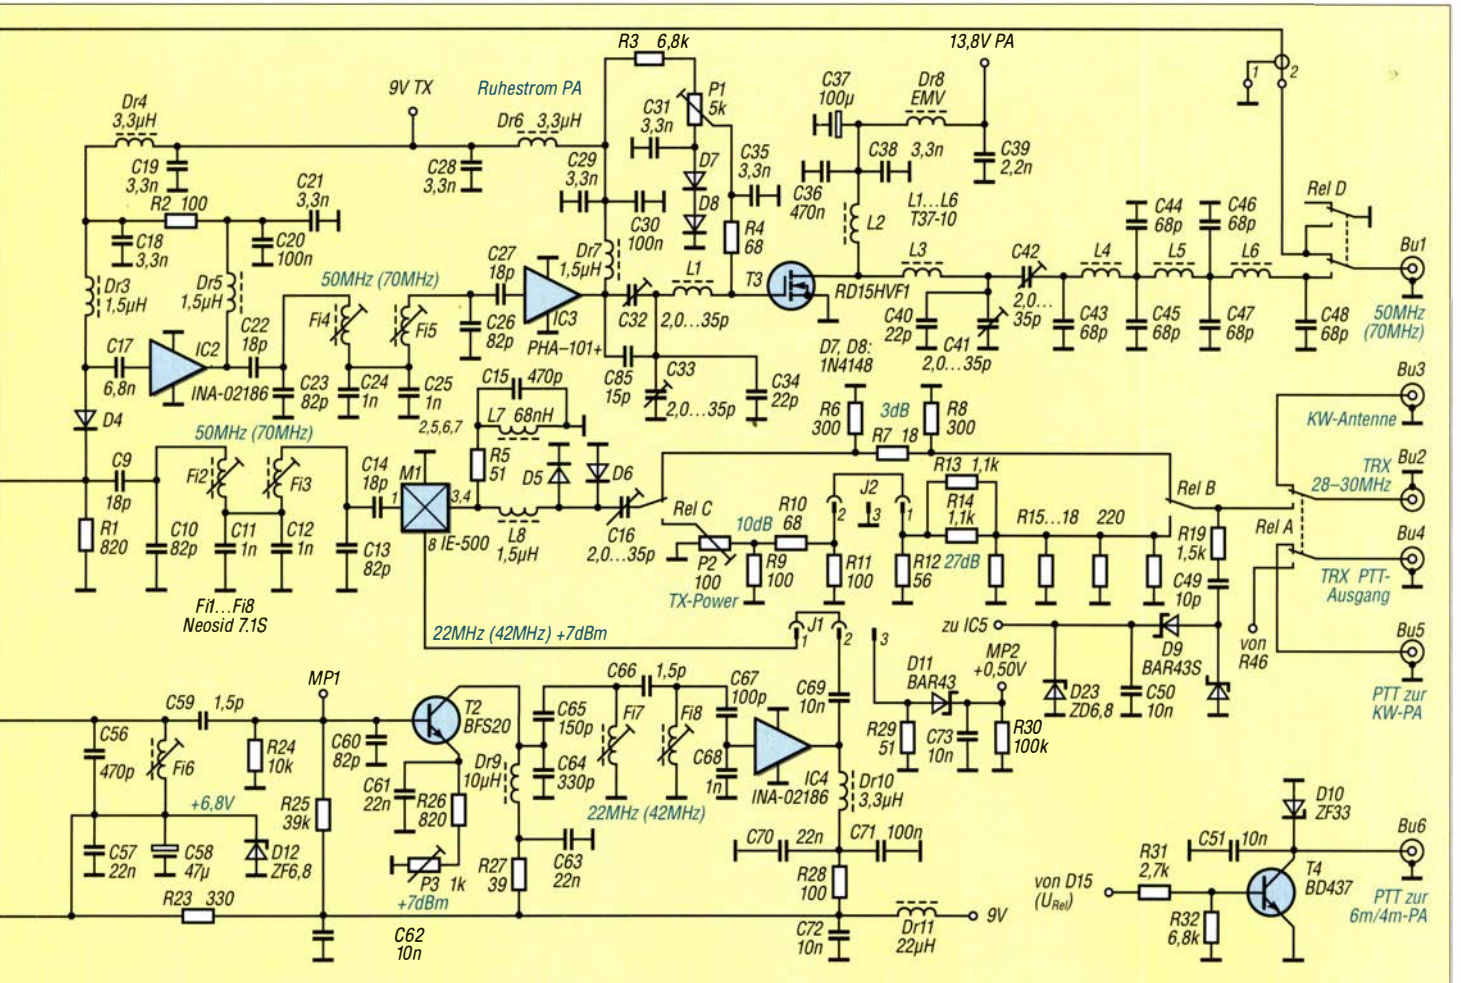 R3 6,8k
13,8V PA
1
2
9V TX
Ruhestrom PA
Dr4
3,3µH
Dr6 3,3µH
C31
3,3n
P1
5k
C37
100µ
Dr8
EMV
3,3n
C39
2,2n
C19
3,3n
C28
3,3n
C29
3,3n
D7
D8
C35
3,3n
C36
470n
C38
L1...L6
T37-10
Rel D
R2 100
C21
3,3n
C18
3,3n
C20
100n
C30
100n
R4
68
L2
C44
68p
C46
68p
Bu1
50MHz
(70MHz)
Dr3
1,5µH
Dr5
1,5µH
50MHz (70MHz)
Fi4
Fi5
C27
18p
Dr7
1,5µH
L1
T3
RD15HVF1
L3
C42
2,0...
35p
L4
L5
L6
C22
18p
C26
82p
IC3
PHA–101+
C32
2,0...35p
C40
22p
C41
2,0...35p
C43
68p
C45
68p
C47
68p
C48
68p
D7, D8:
1N4148
C17
6,8n
IC2
INA-02186
C23
82p
C24
1n
C25
1n
C15 470p
C85
15p
C33
2,0...35p
C34
22p
Bu3
KW-Antenne
D4
50MHz (70MHz)
2,5,6,7
L7 68nH
R6
300
3dB
R7 18
R8
300
C9
18p
Fi2
Fi3
C14
18p
M1
1
3,4
8 IE-500
R5
51
D5
D6
Rel C
J2
2
3
1
R13 1,1k
R14
1,1k
R15...18 220
Rel B
TRX
28–30MHz
Bu2
Rel A
R1
820
C10
82p
C11
1n
C12
1n
C13
82p
L8
1,5µH
C16
2,0...35p
10dB
R10
68
P2
100
TX-Power
R9
100
R11
100
R12
56
27dB
R19
1,5k
C49
10p
Bu4
TRX PTT-
Ausgang
Fi1...Fi8
Neosid 7.1S
22MHz (42MHz) +7dBm
J1
1
2
3
zu IC5
D9
BAR43S
von
R46
Bu5
PTT zur
KW-PA
MP1
C66 1,5p
C67
100p
C69
10n
D11
BAR43
MP2
+0,50V
D23
ZD6,8
C50
10n
C59 1,5p
T2
BFS20
C65
150p
Fi7
Fi8
C56
470p
Fi6
R24
10k
C60
82p
Dr9
10µH
C64
330p
C68
1n
IC4
INA-02186
R29
51
C73
10n
R30
100k
+6,8V
R25
39k
C61
22n
R26
820
22MHz (42MHz)
Dr10
3,3µH
D10
ZF33
Bu6
C57
22n
C58
47µ
D12
ZF6,8
P3 1k
+7dBm
R27
39
C63
22n
C70 22n
C71 100n
R28
100
C51 10n
R31
2,7k
T4
BD437
von D15
(URel)
R32
6,8k
PTT zur
6m/4m-PA
R23 330
C62
10n
C72
10n
Dr11
22µH
9V